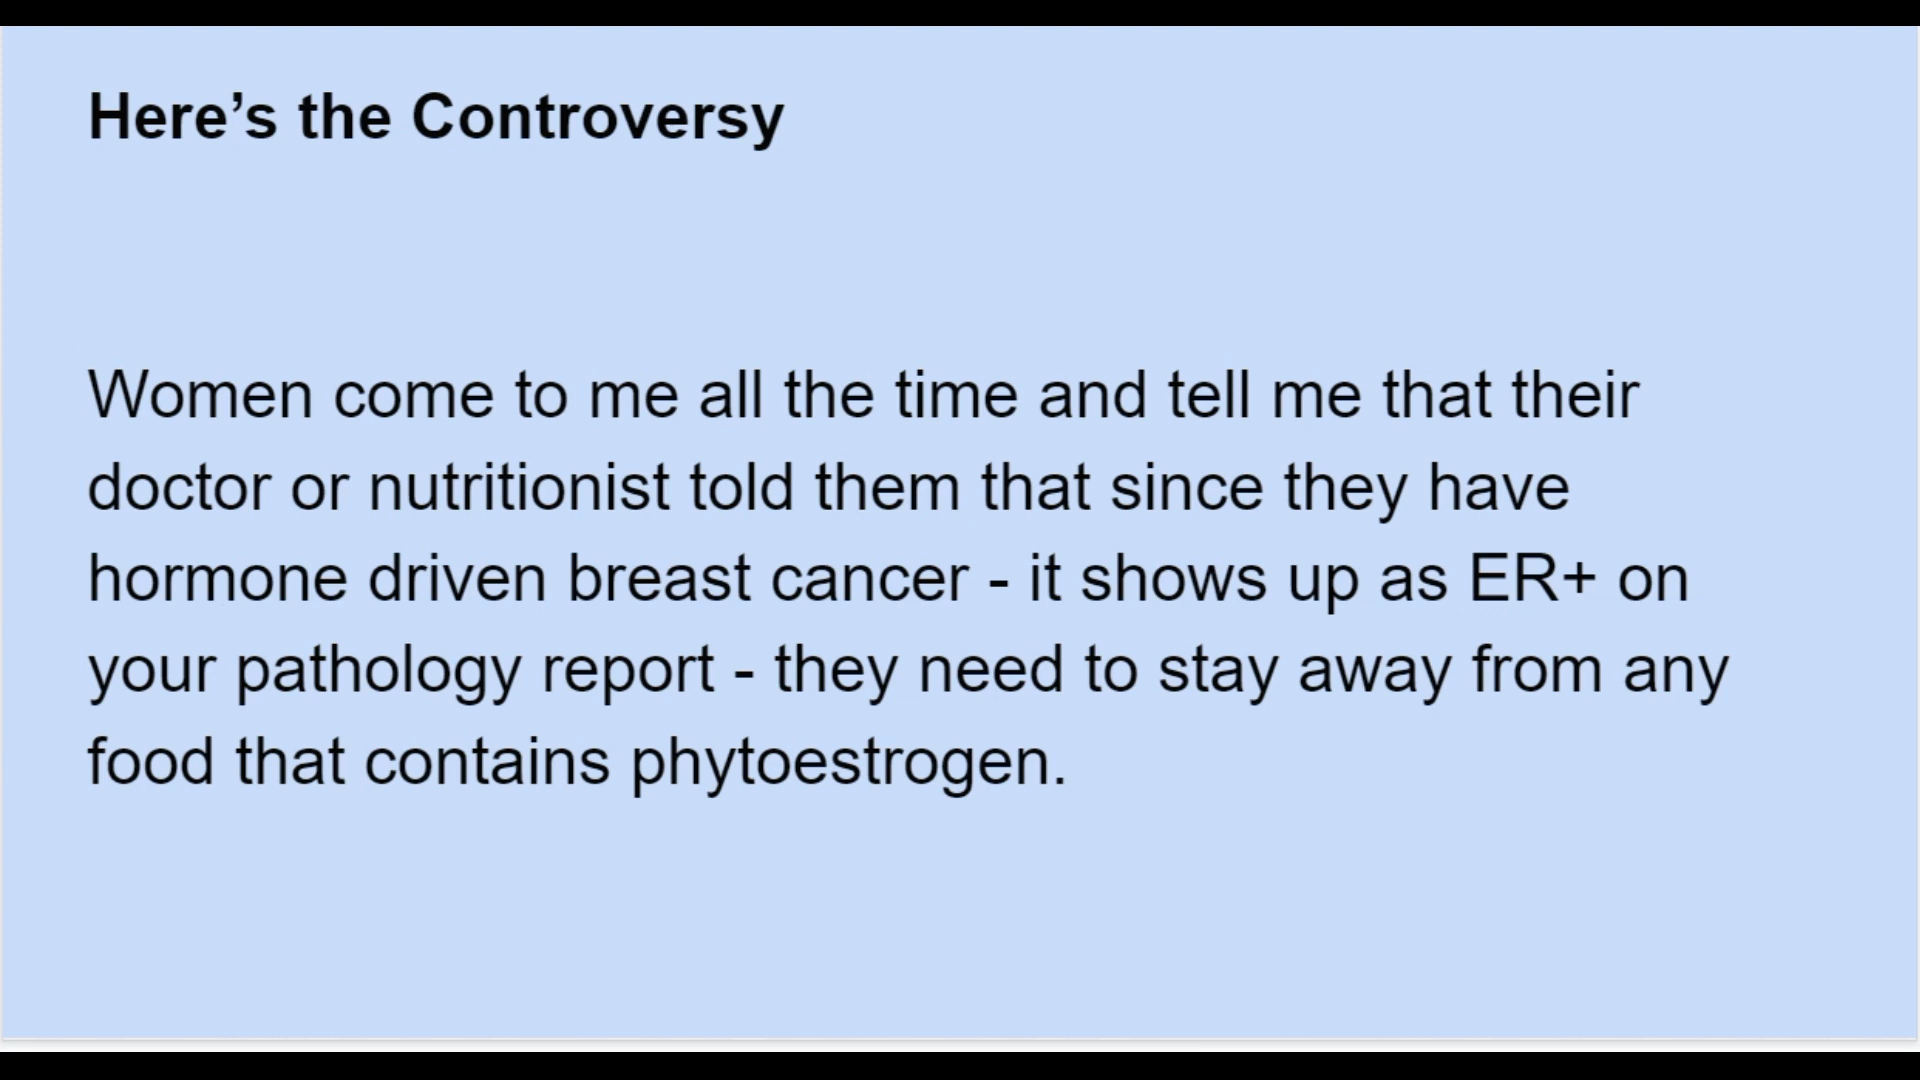 Here’s the Controversy
Women come to me all the time and tell me that their
doctor or nutritionist told them that since they have
hormone driven breast cancer - it shows up as ER+ on
your pathology report - they need to stay away from any
food that contains phytoestrogen.